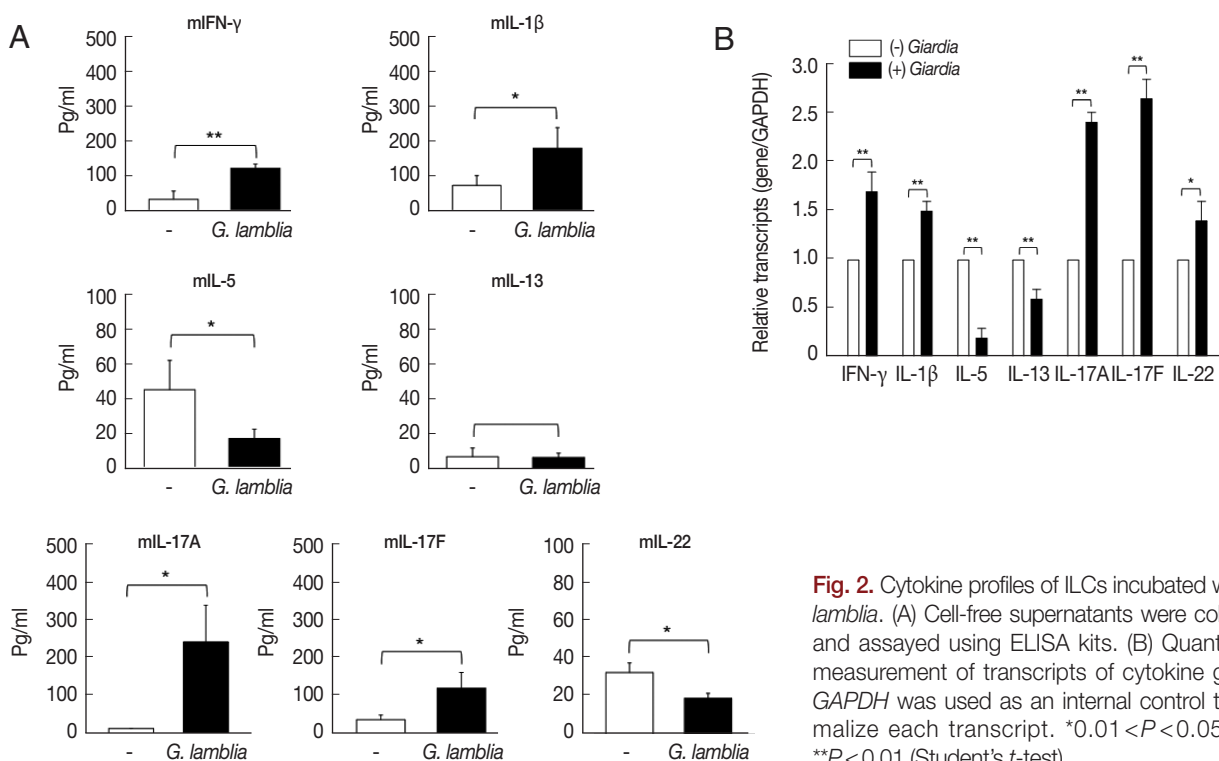 A
mIFN-γ
Pg/ml
500
400
300
200
100
0
**
-
G. lamblia
mIL-1β
Pg/ml
500
400
300
200
100
0
*
-
G. lamblia
mIL-5
Pg/ml
100
80
60
40
20
0
*
-
G. lamblia
mIL-13
Pg/ml
100
80
60
40
20
0
-
G. lamblia
mIL-17A
Pg/ml
500
400
300
200
100
0
*
-
G. lamblia
mIL-17F
Pg/ml
500
400
300
200
100
0
*
-
G. lamblia
mIL-22
Pg/ml
100
80
60
40
20
0
*
-
G. lamblia
B
(-) Giardia
(+) Giardia
Relative transcripts (gene/GAPDH)
3.0
2.5
2.0
1.5
1.0
0.5
0
** ** ** ** ** ** *
IFN-γ IL-1β IL-5 IL-13 IL-17A IL-17F IL-22
Fig. 2. Cytokine profiles of ILCs incubated
lamblia. (A) Cell-free supernatants were
and assayed using ELISA kits. (B)
measurement of transcripts of cytokine
GAPDH was used as an internal control
malize each transcript. *0.01<P<0.05
**P<0.01 (Student's t-test)